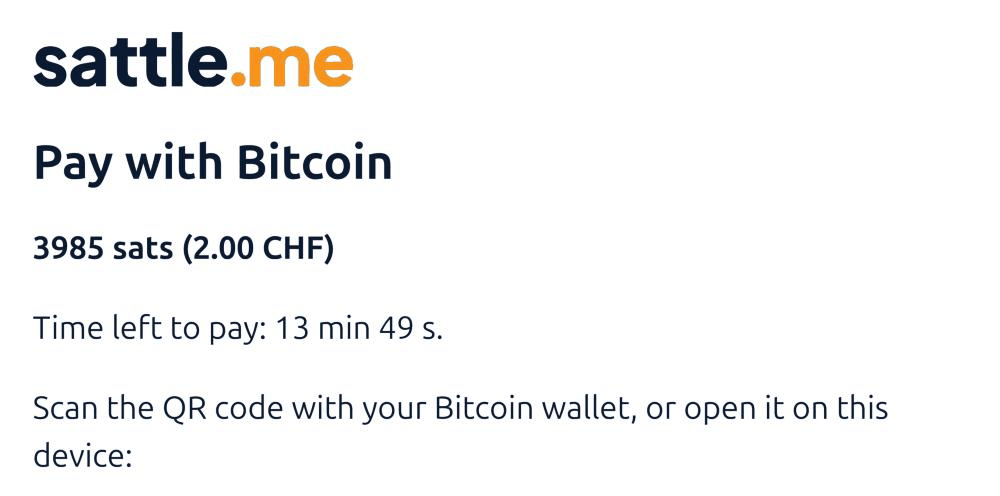 sattle.me
Pay with Bitcoin
3985 sats (2.00 CHF)
Time left to pay: 13 min 49 s.
Scan the QR code with your Bitcoin wallet, or open it on this
device: